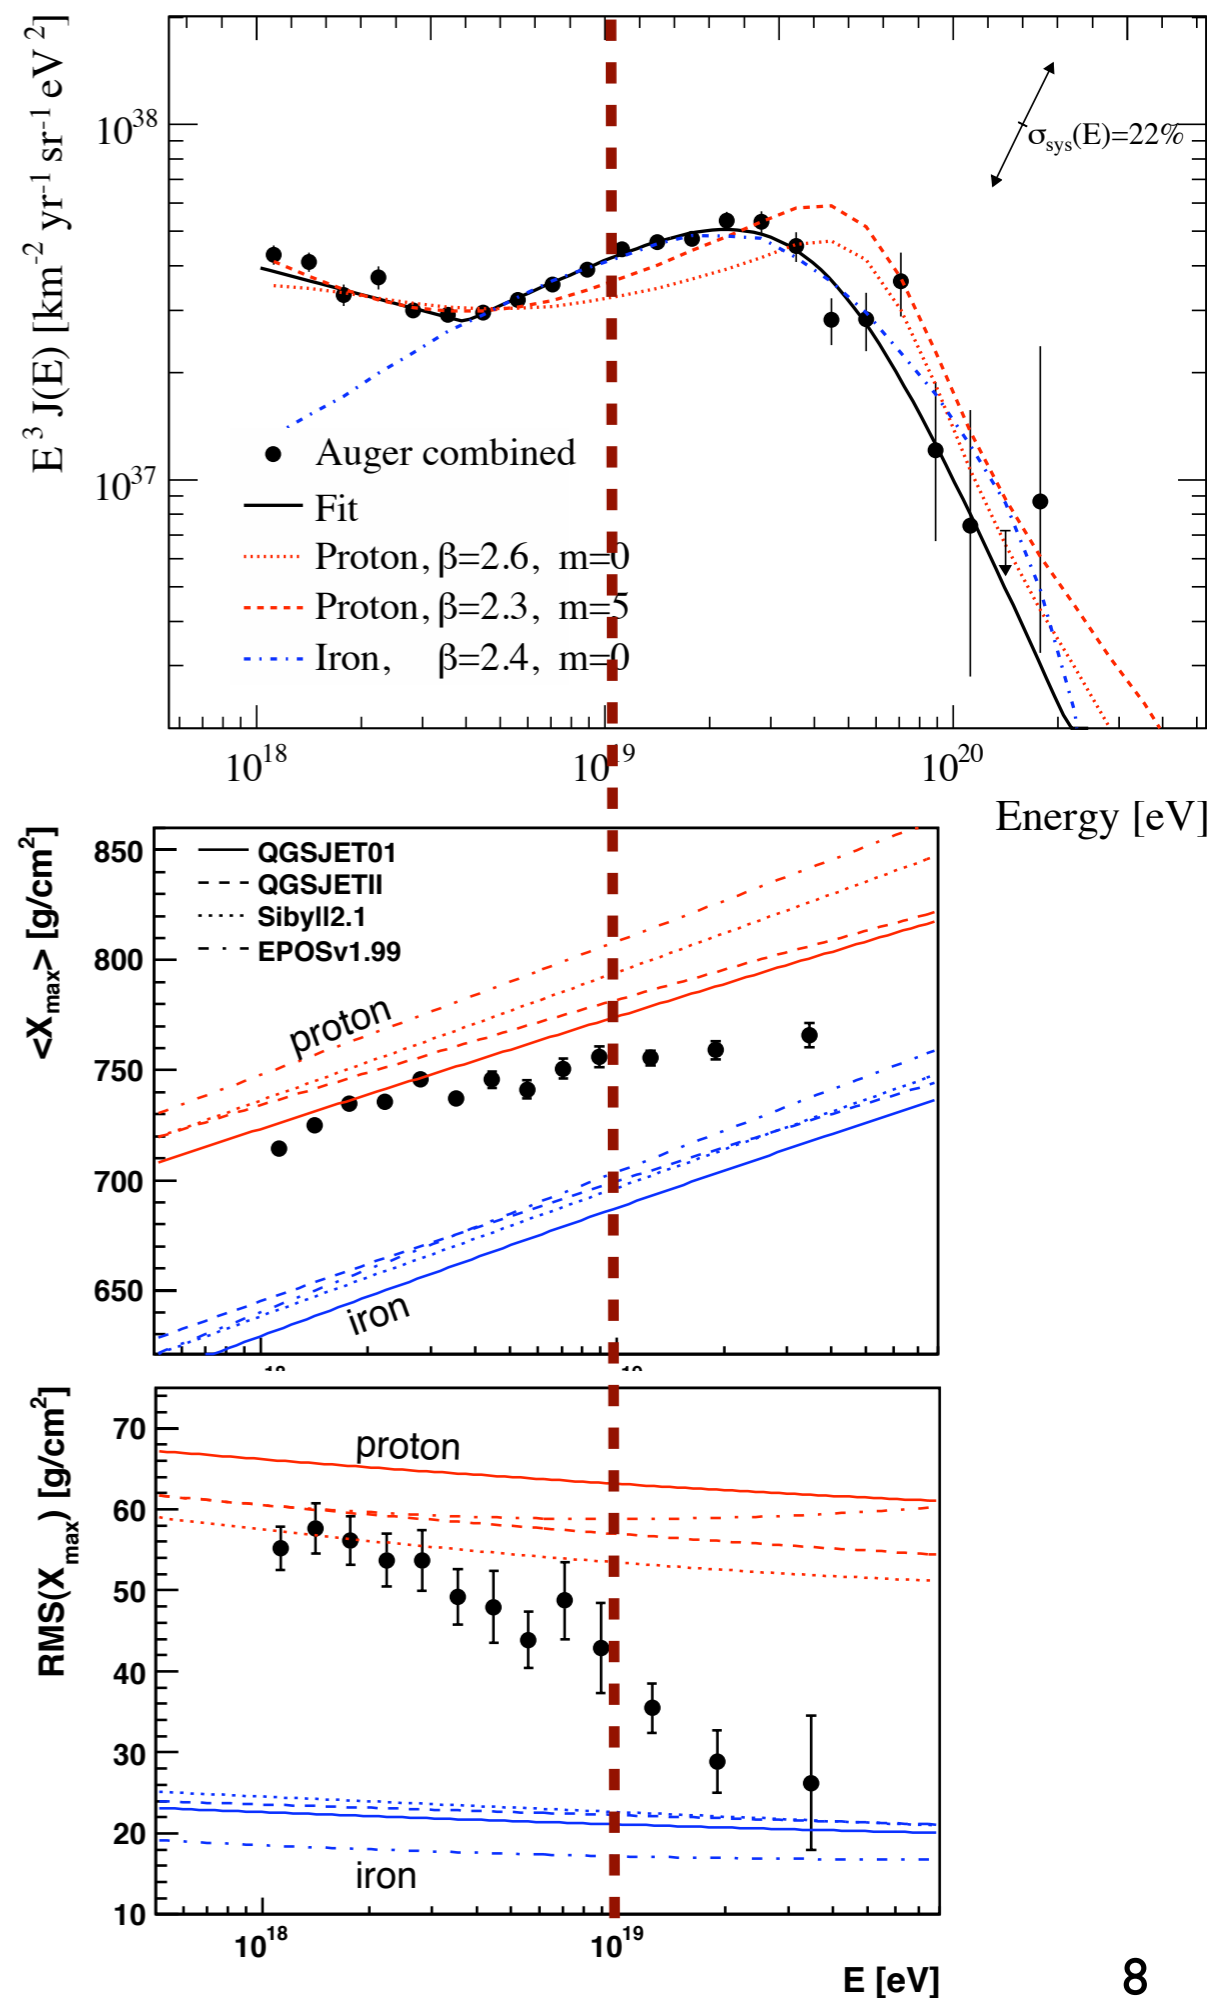 E³ J(E) [km⁻² yr⁻¹ sr⁻¹ eV²]
10³⁸
10³⁷
σsys(E)=22%
Auger combined
Fit
Proton, β=2.6, m=0
Proton, β=2.3, m=5
Iron, β=2.4, m=0
10¹⁸ 10¹⁹ 10²⁰
Energy [eV]
<Xmax> [g/cm²]
850
800
750
700
650
QGSJET01
QGSJETII
Sibyll2.1
EPOSv1.99
proton
iron
RMS(Xmax) [g/cm²]
70
60
50
40
30
20
10
proton
iron
10¹⁸ 10¹⁹
E [eV]
8